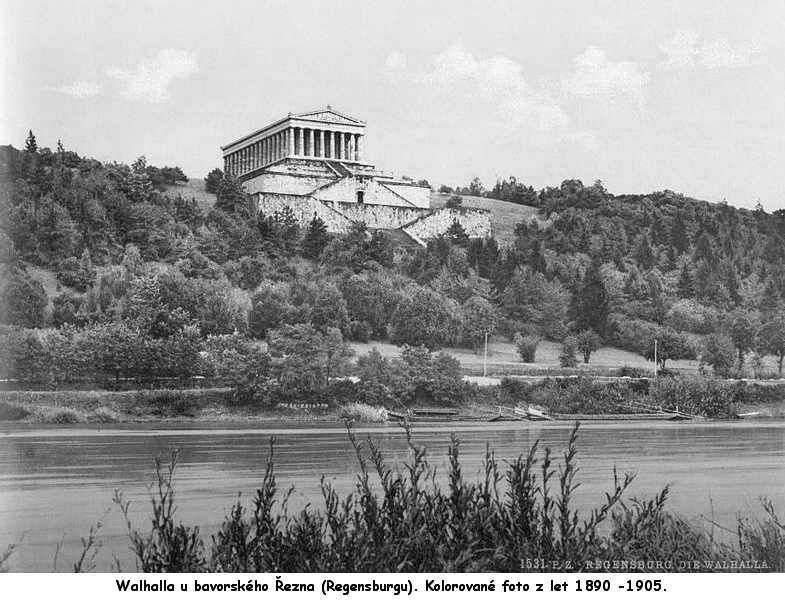 1531. P. Z. - REGENSBURG. DIE WALHALLA.
Walhalla u bavorského Řezna (Regensburgu). Kolorované foto z let 1890 -1905.